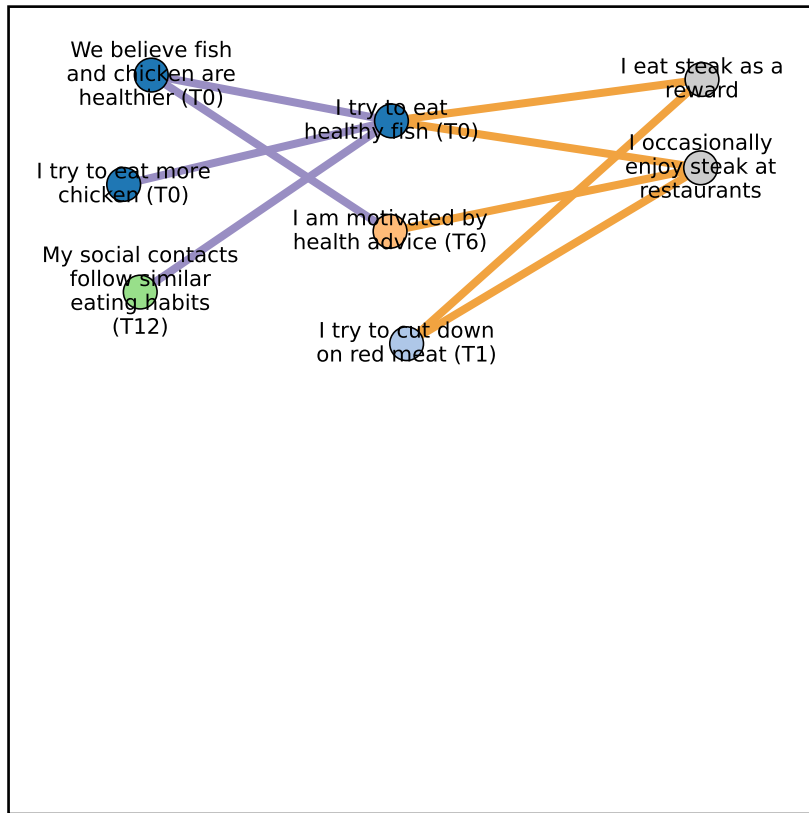 We believe fish
and chicken are
healthier (T0)
I try to eat
healthy fish (T0)
I eat steak as a
reward
I try to eat more
chicken (T0)
I occasionally
enjoy steak at
restaurants
I am motivated by
health advice (T6)
My social contacts
follow similar
eating habits
(T12)
I try to cut down
on red meat (T1)